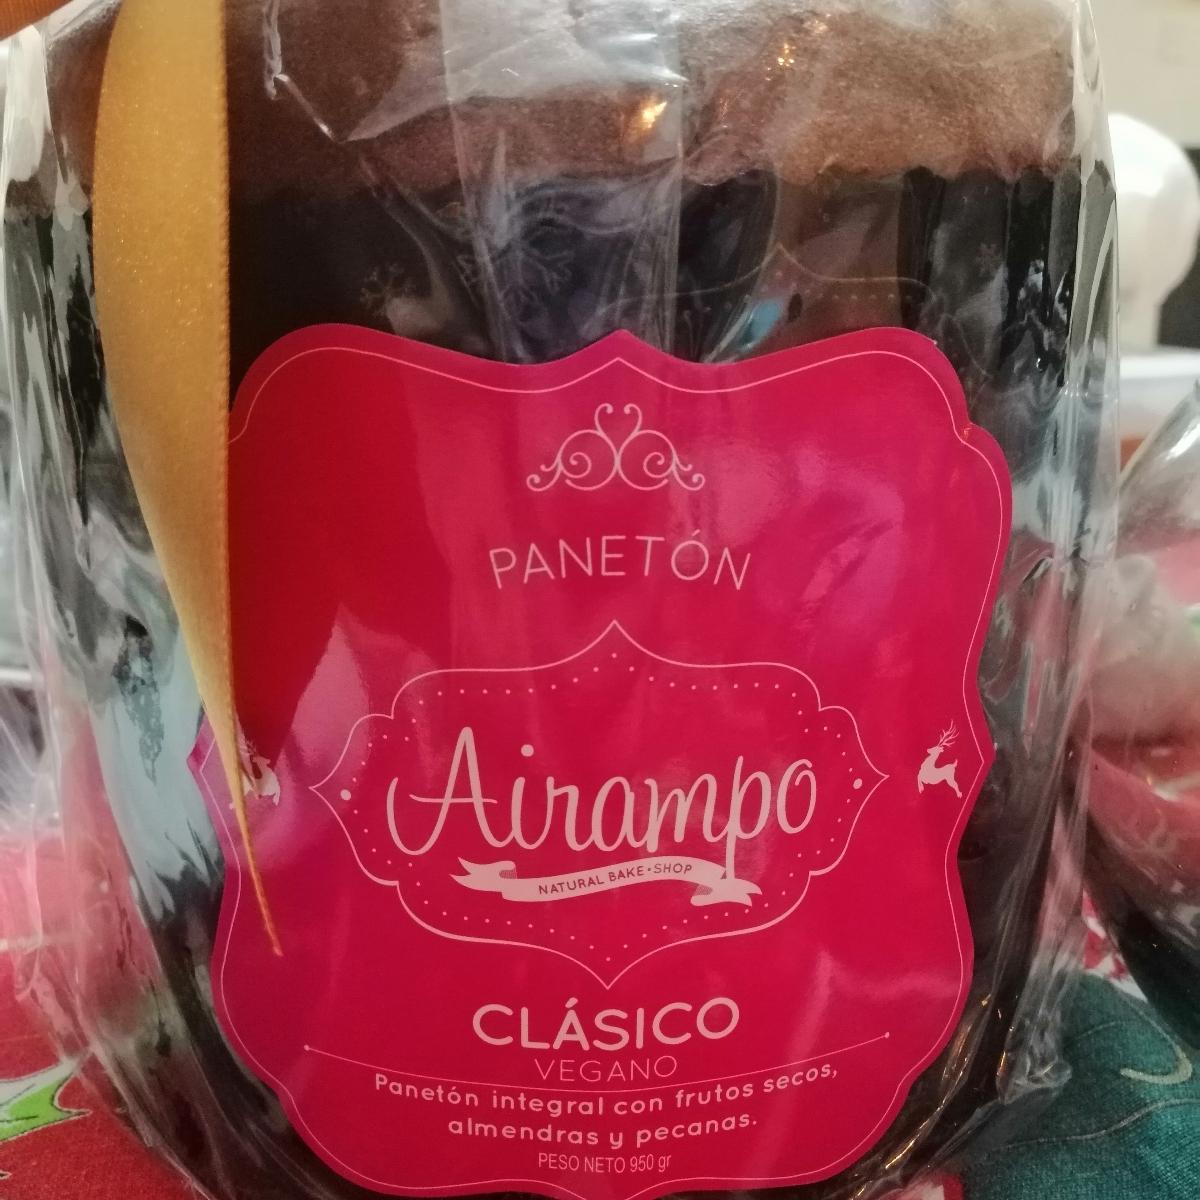 PANETÓN
Airampo
NATURAL BAKE•SHOP
CLÁSICO
VEGANO
Panetón integral con frutos secos,
almendras y pecanas.
PESO NETO 950 gr